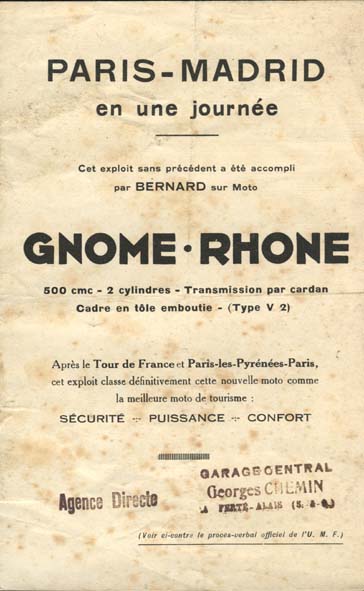 PARIS-MADRID
en une journée
Cet exploit sans précédent a été accompli
par BERNARD sur Moto
GNOME·RHONE
500 cmc - 2 cylindres - Transmission par cardan
Cadre en tôle emboutie - (Type V 2)
Après le Tour de France et Paris-les-Pyrénées-Paris,
cet exploit classe définitivement cette nouvelle moto comme
la meilleure moto de tourisme :
SÉCURITÉ -:- PUISSANCE -:- CONFORT
Agence Directe
GARAGE CENTRAL
Georges CHEMIN
LA FERTÉ-ALAIS (S.-&-O.)
(Voir ci-contre le procès-verbal officiel de l'U. M. F.)